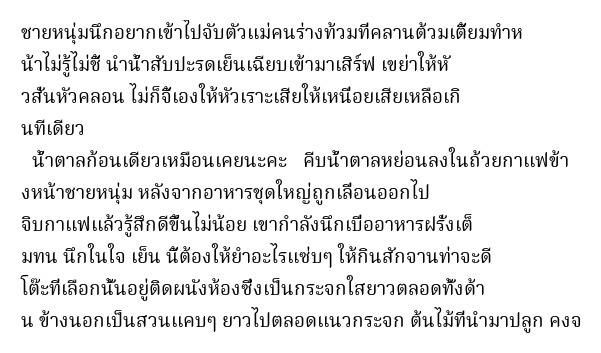 ชายหนุ่มนึกอยากเข้าไปจับตัวแม่คนร่างท้วมที่คลานต้วมเตี้ยมทำห
น้าไม่รู้ไม่ชี้ นำน้ำสับปะรดเย็นเฉียบเข้ามาเสิร์ฟ เขย่าให้หั
วสั่นหัวคลอน ไม่ก็จี้เองให้หัวเราะเสียให้เหนื่อยเสียเหลือเกิ
นทีเดียว
น้ำตาลก้อนเดียวเหมือนเคยนะคะ คีบน้ำตาลหย่อนลงในถ้วยกาแฟข้า
งหน้าชายหนุ่ม หลังจากอาหารชุดใหญ่ถูกเลื่อนออกไป
จิบกาแฟแล้วรู้สึกดีขึ้นไม่น้อย เขากำลังนึกเบื่ออาหารฝรั่งเต็
มทน นึกในใจ เย็น นี้ต้องให้ยำอะไรแซ่บๆ ให้กินสักจานท่าจะดี
โต๊ะที่เลือกนั้นอยู่ติดผนังห้องซึ่งเป็นกระจกใสยาวตลอดทั้งด้า
น ข้างนอกเป็นสวนแคบๆ ยาวไปตลอดแนวกระจก ต้นไม้ที่นำมาปลูก คงจ